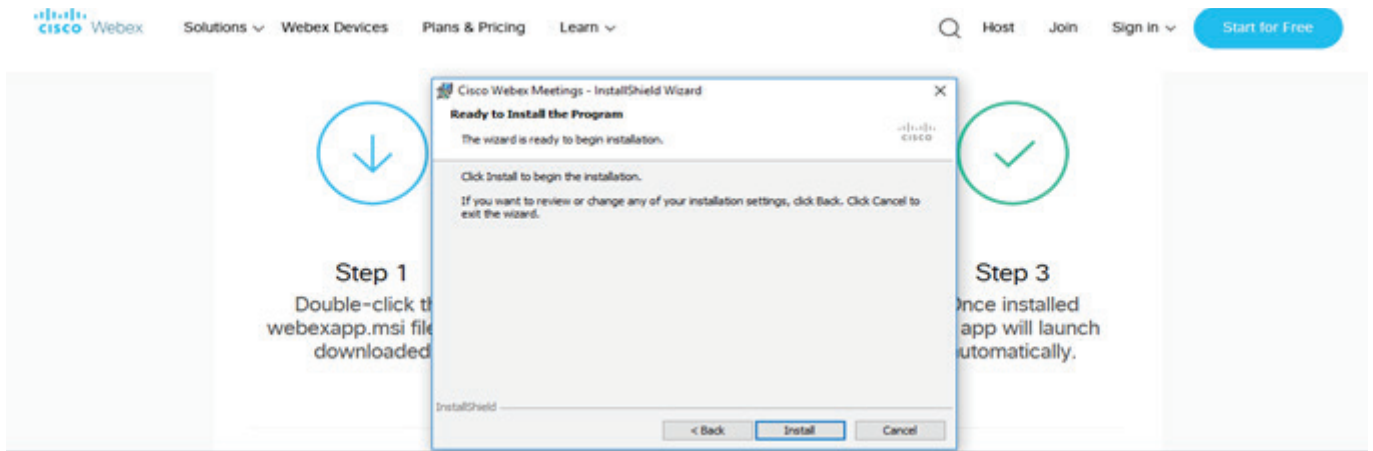 CISCO Webex Solutions Webex Devices Plans & Pricing Learn Host Join Sign in Start for Free
Cisco Webex Meetings - InstallShield Wizard
Ready to Install the Program
The wizard is ready to begin installation.
CISCO
Click Install to begin the installation.
If you want to review or change any of your installation settings, click Back. Click Cancel to
exit the wizard.
InstallShield
< Back Install Cancel
Step 1
Double-click
webexapp.msi
downloaded
Step 3
installed
app will launch